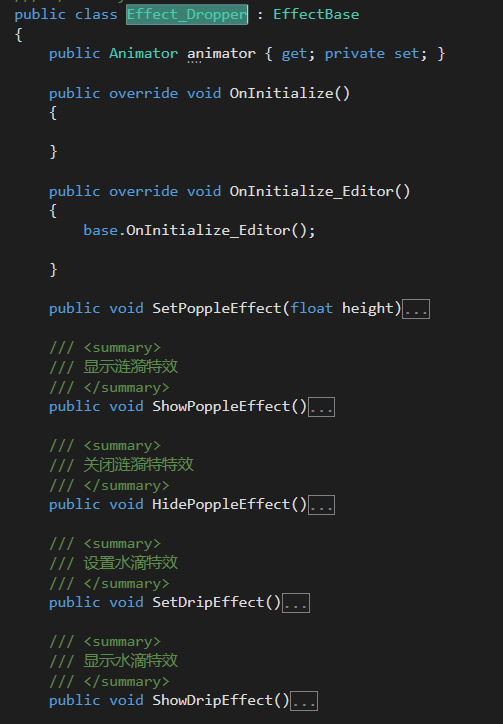 public class Effect_Dropper : EffectBase
{
public Animator animator { get; private set; }
public override void OnInitialize()
{
}
public override void OnInitialize_Editor()
{
base.OnInitialize_Editor();
}
public void SetPoppleEffect(float height)...
/// <summary>
/// 显示涟漪特效
/// </summary>
public void ShowPoppleEffect()...
/// <summary>
/// 关闭涟漪特特效
/// </summary>
public void HidePoppleEffect()...
/// <summary>
/// 设置水滴特效
/// </summary>
public void SetDripEffect()...
/// <summary>
/// 显示水滴特效
/// </summary>
public void ShowDripEffect()...